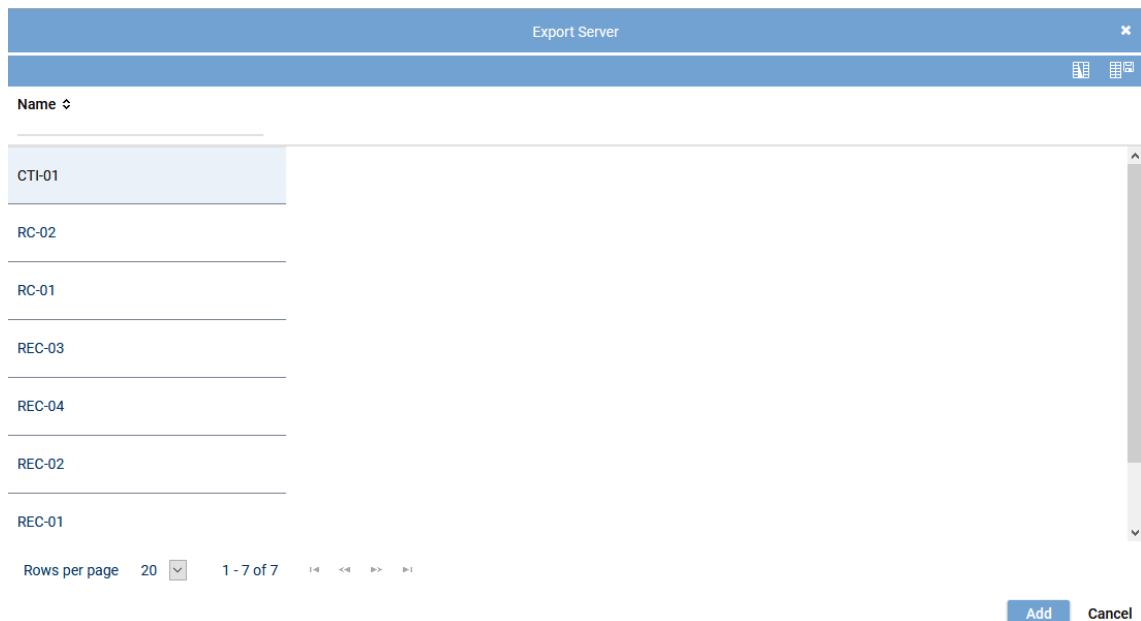 Export Server
Name
CTI-01
RC-02
RC-01
REC-03
REC-04
REC-02
REC-01
Rows per page 20 1 - 7 of 7
Add Cancel